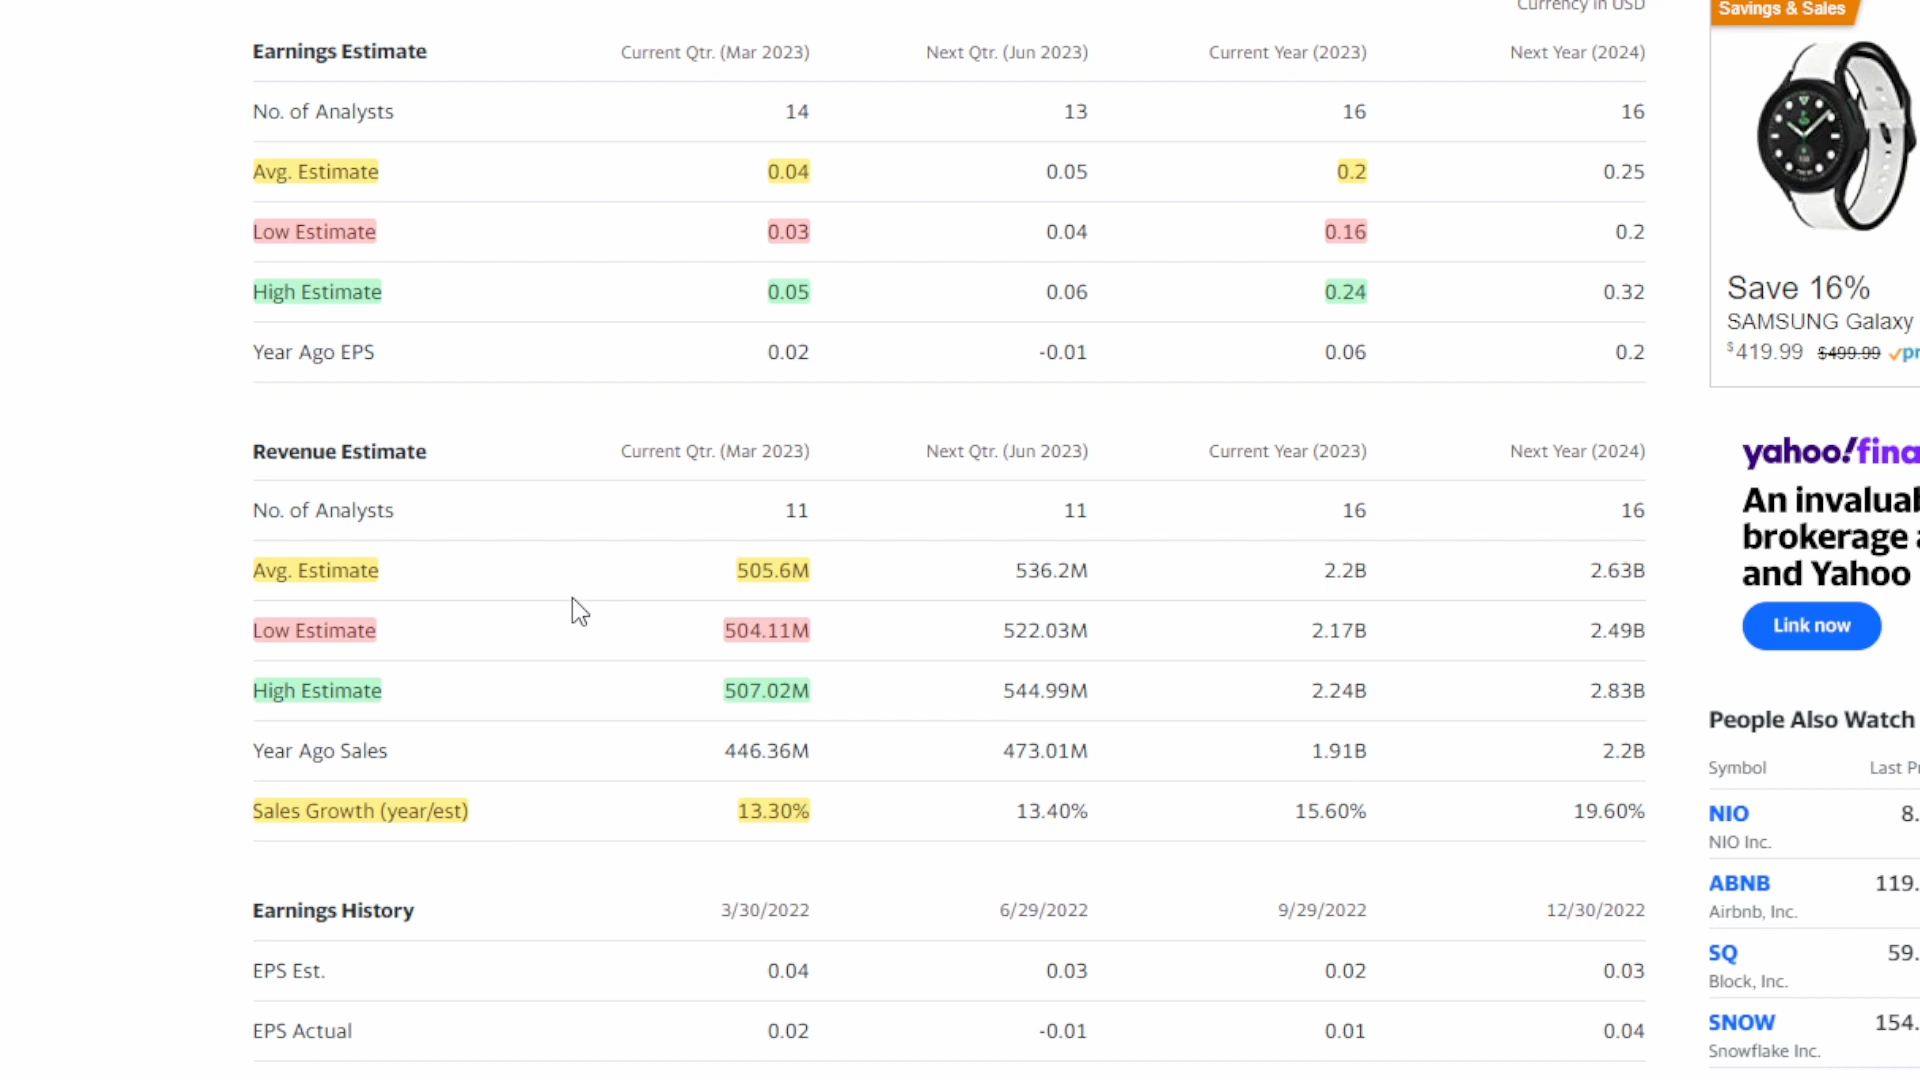 Currency in USD
Earnings Estimate Current Qtr. (Mar 2023) Next Qtr. (Jun 2023) Current Year (2023) Next Year (2024)
No. of Analysts 14 13 16 16
Avg. Estimate 0.04 0.05 0.2 0.25
Low Estimate 0.03 0.04 0.16 0.2
High Estimate 0.05 0.06 0.24 0.32
Year Ago EPS 0.02 -0.01 0.06 0.2
Revenue Estimate Current Qtr. (Mar 2023) Next Qtr. (Jun 2023) Current Year (2023) Next Year (2024)
No. of Analysts 11 11 16 16
Avg. Estimate 505.6M 536.2M 2.2B 2.63B
Low Estimate 504.11M 522.03M 2.17B 2.49B
High Estimate 507.02M 544.99M 2.24B 2.83B
Year Ago Sales 446.36M 473.01M 1.91B 2.2B
Sales Growth (year/est) 13.30% 13.40% 15.60% 19.60%
Earnings History 3/30/2022 6/29/2022 9/29/2022 12/30/2022
EPS Est. 0.04 0.03 0.02 0.03
EPS Actual 0.02 -0.01 0.01 0.04
Savings & Sales
Save 16%
SAMSUNG Galaxy
$419.99 $499.99 pr
yahoo!fina
An invaluab
brokerage a
and Yahoo
Link now
People Also Watch
Symbol Last Pr
NIO 8.
NIO Inc.
ABNB 119.
Airbnb, Inc.
SQ 59.
Block, Inc.
SNOW 154.
Snowflake Inc.